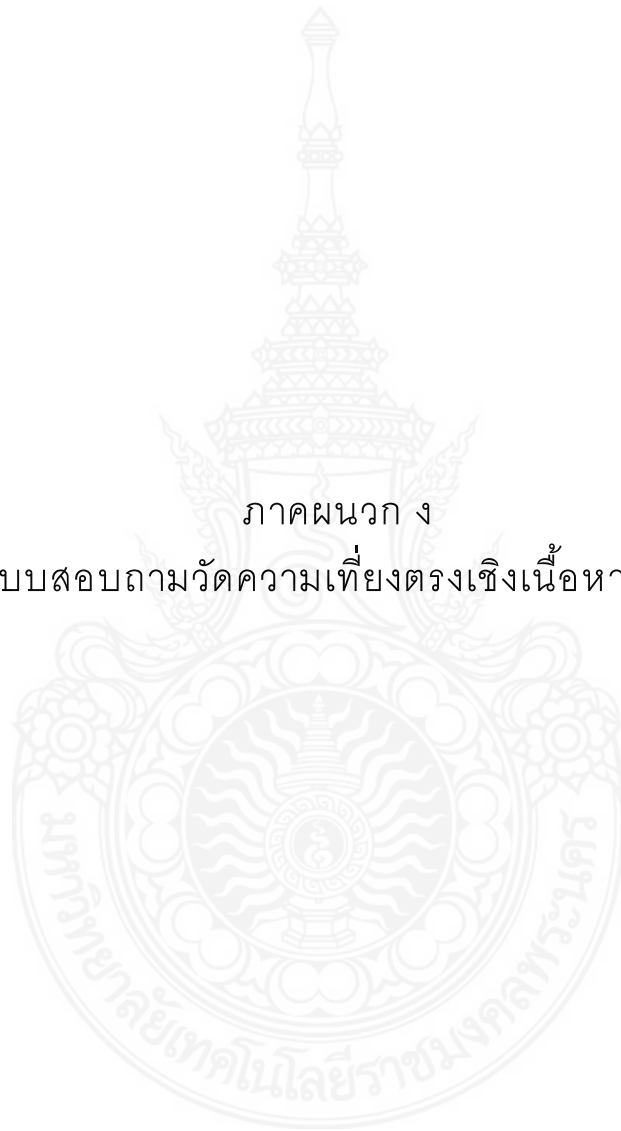 ภาคผนวก ง
บบสอบถามวัดความเที่ยงตรงเชิงเนื้อหา
มหาวิทยาลัยเทคโนโลยีราชมงคลพระนคร